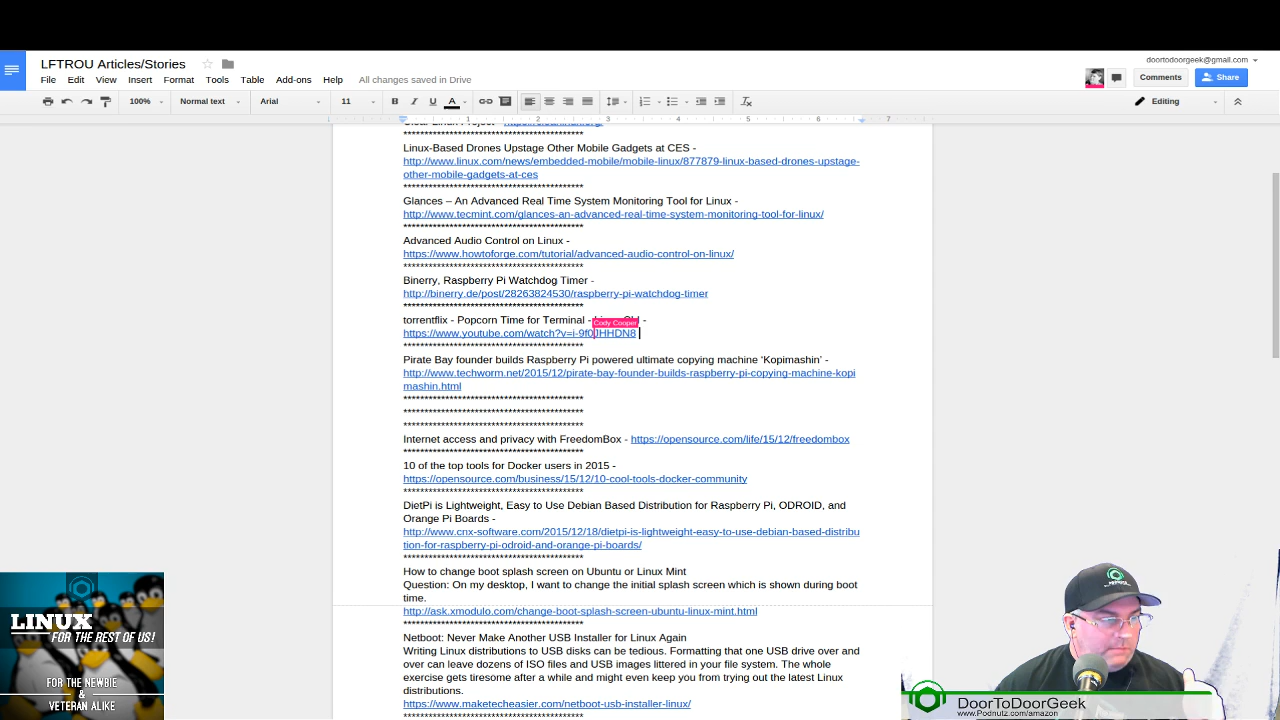 LFTROU Articles/Stories
doortodoorgeek@gmail.com
File Edit View Insert Format Tools Table Add-ons Help All changes saved in Drive
Comments
Share
100% Normal text Arial 11 B I U A Editing
1 2 3 4 5 6 7
******************************************
Linux-Based Drones Upstage Other Mobile Gadgets at CES -
http://www.linux.com/news/embedded-mobile/mobile-linux/877879-linux-based-drones-upstage-
other-mobile-gadgets-at-ces
******************************************
Glances – An Advanced Real Time System Monitoring Tool for Linux -
http://www.tecmint.com/glances-an-advanced-real-time-system-monitoring-tool-for-linux/
******************************************
Advanced Audio Control on Linux -
https://www.howtoforge.com/tutorial/advanced-audio-control-on-linux/
******************************************
Binerry, Raspberry Pi Watchdog Timer -
http://binerry.de/post/28263824530/raspberry-pi-watchdog-timer
******************************************
torrentflix - Popcorn Time for Terminal - -
Cody Cooper
https://www.youtube.com/watch?v=i-9f0JHHDN8
******************************************
Pirate Bay founder builds Raspberry Pi powered ultimate copying machine ‘Kopimashin’ -
http://www.techworm.net/2015/12/pirate-bay-founder-builds-raspberry-pi-copying-machine-kopi
mashin.html
******************************************
******************************************
******************************************
Internet access and privacy with FreedomBox - https://opensource.com/life/15/12/freedombox
******************************************
10 of the top tools for Docker users in 2015 -
https://opensource.com/business/15/12/10-cool-tools-docker-community
******************************************
DietPi is Lightweight, Easy to Use Debian Based Distribution for Raspberry Pi, ODROID, and
Orange Pi Boards -
http://www.cnx-software.com/2015/12/18/dietpi-is-lightweight-easy-to-use-debian-based-distribu
tion-for-raspberry-pi-odroid-and-orange-pi-boards/
******************************************
How to change boot splash screen on Ubuntu or Linux Mint
Question: On my desktop, I want to change the initial splash screen which is shown during boot
time.
http://ask.xmodulo.com/change-boot-splash-screen-ubuntu-linux-mint.html
******************************************
Netboot: Never Make Another USB Installer for Linux Again
Writing Linux distributions to USB disks can be tedious. Formatting that one USB drive over and
over can leave dozens of ISO files and USB images littered in your file system. The whole
exercise gets tiresome after a while and might even keep you from trying out the latest Linux
distributions.
https://www.maketecheasier.com/netboot-usb-installer-linux/
******************************************
LINUX
FOR THE REST OF US!
FOR THE NEWBIE
&
VETERAN ALIKE
DoorToDoorGeek
www.Podnutz.com/amazon